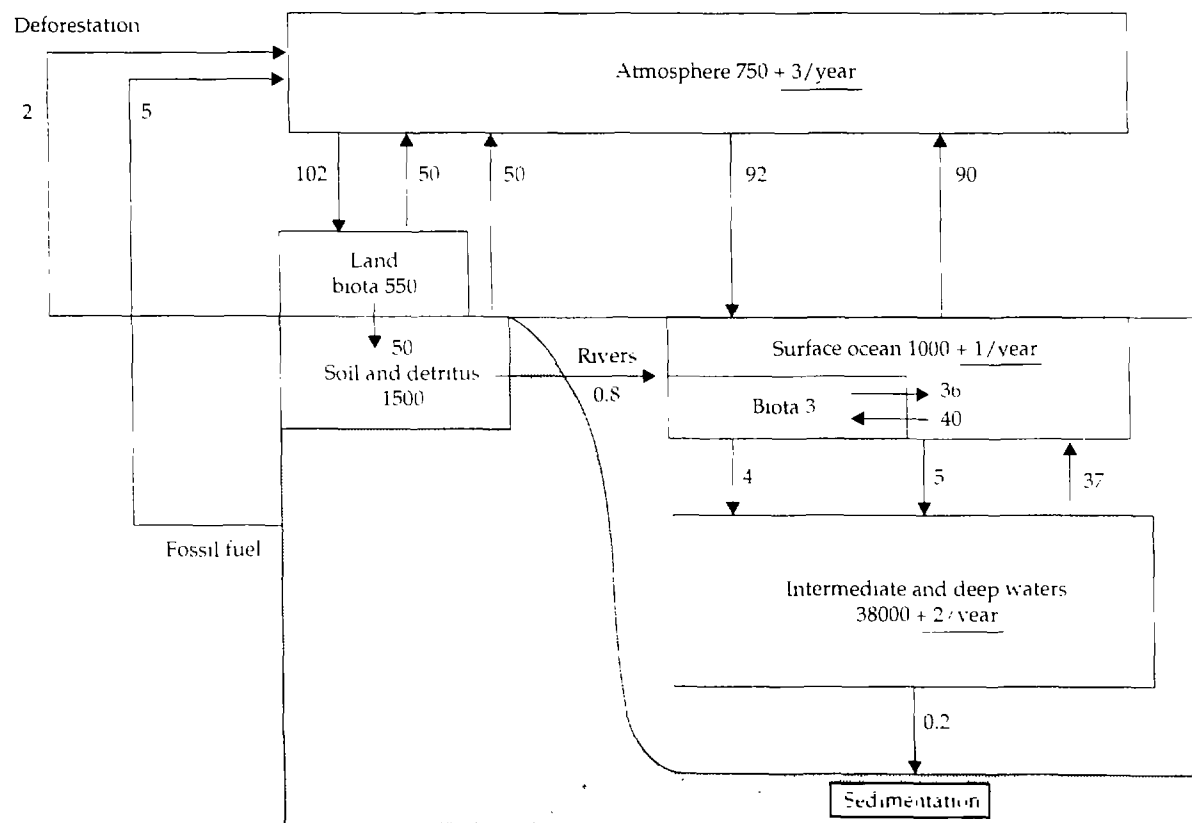 Deforestation
Atmosphere 750 + 3/year
2
5
102
50
50
92
90
Land
biota 550
50
Soil and detritus
1500
Rivers
0.8
Surface ocean 1000 + 1/year
Biota 3
36
40
4
5
37
Fossil fuel
Intermediate and deep waters
38000 + 2/year
0.2
Sedimentation